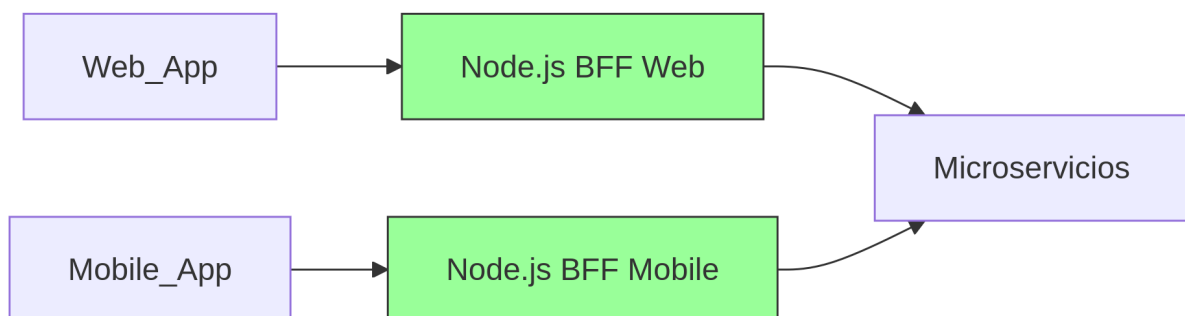 Web_App
Node.js BFF Web
Microservicios
Mobile_App
Node.js BFF Mobile